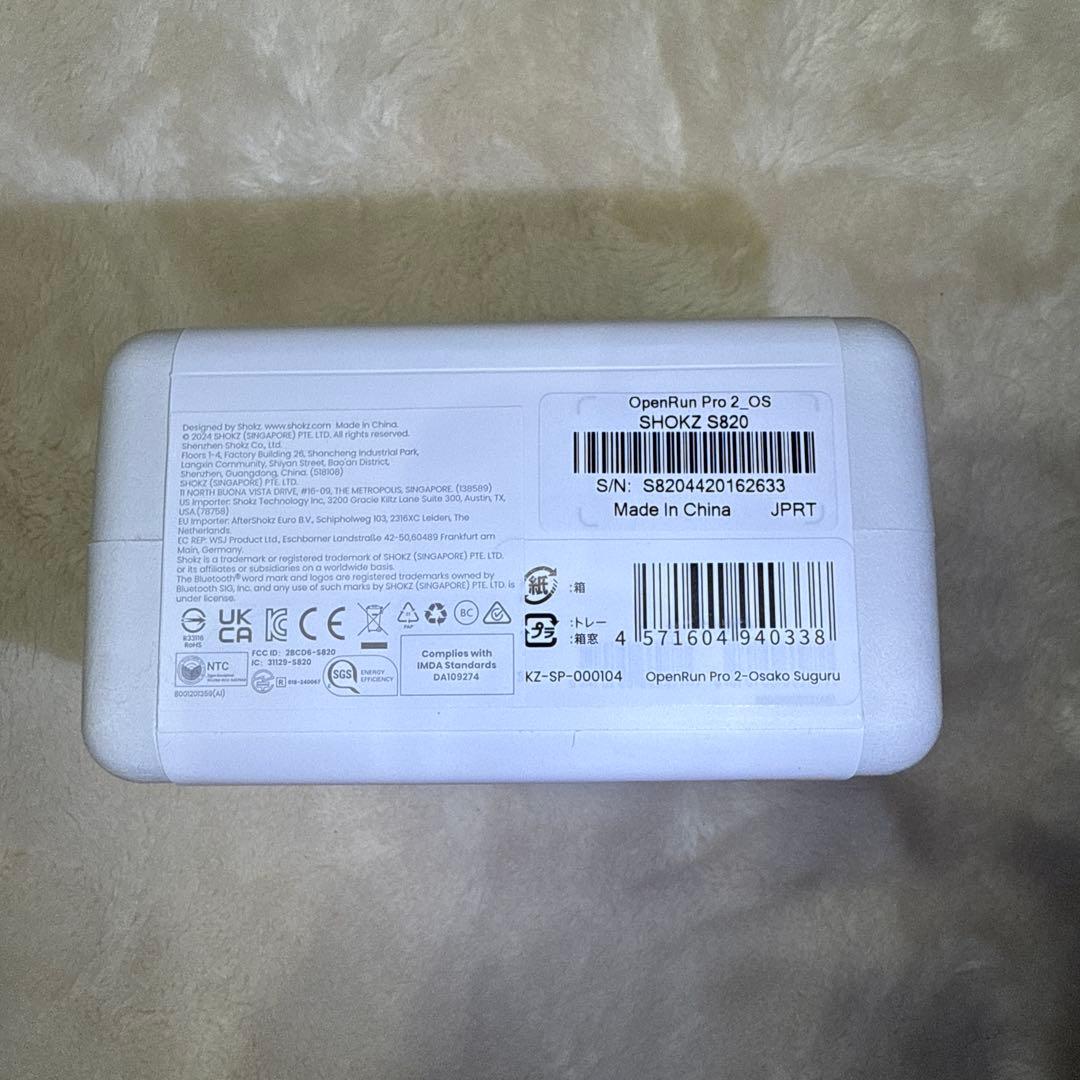 Designed by Shokz. www.shokz.com Made in China.
© 2024 SHOKZ (SINGAPORE) PTE. LTD. All rights reserved.
Shenzhen Shokz Co., Ltd.
Floors 1-4, Factory Building 26, Shancheng Industrial Park,
Langxin Community, Shiyan Street, Bao'an District,
Shenzhen, Guangdong, China. (518108)
SHOKZ (SINGAPORE) PTE. LTD.
11 NORTH BUONA VISTA DRIVE, #16-09, THE METROPOLIS, SINGAPORE. (138589)
US Importer: Shokz Technology Inc, 3200 Gracie Kiltz Lane Suite 300, Austin, TX,
USA (78758)
EU Importer: AfterShokz Euro B.V., Schipholweg 103, 2316XC Leiden, The
Netherlands.
EC REP: WSJ Product Ltd., Eschborner Landstraße 42-50,60489 Frankfurt am
Main, Germany.
Shokz is a trademark or registered trademark of SHOKZ (SINGAPORE) PTE. LTD.
or its affiliates or subsidiaries on a worldwide basis.
The Bluetooth® word mark and logos are registered trademarks owned by
Bluetooth SIG, Inc. and any use of such marks by SHOKZ (SINGAPORE) PTE. LTD. is
under license.
R33116
RoHS
UK
CA
CE
PAP
BC
NTC
FCC ID: 2BCD6-S820
IC: 31129-S820
R 018-240067
SGS ENERGY
EFFICIENCY
Complies with
IMDA Standards
DA109274
8001201359(A1)
OpenRun Pro 2_OS
SHOKZ S820
S/N: S8204420162633
Made In China JPRT
紙 :箱
プラ :トレー
:箱窓
4 571604 940338
KZ-SP-000104 OpenRun Pro 2-Osako Suguru